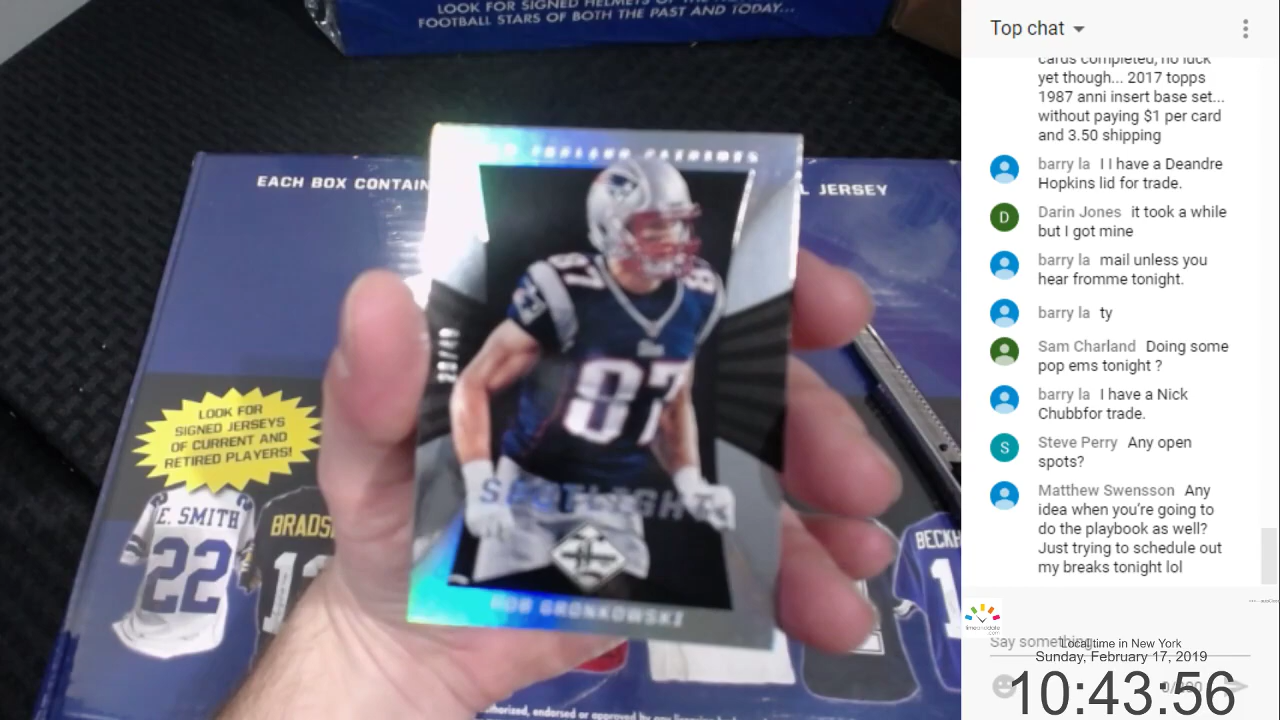 LOOK FOR SIGNED HELMETS OF THE
FOOTBALL STARS OF BOTH THE PAST AND TODAY...
EACH BOX CONTAIN
L JERSEY
LOOK FOR
SIGNED JERSEYS
OF CURRENT AND
RETIRED PLAYERS!
E. SMITH
22
BRADS
87
87
SPOTLIGHT
ROB GRONKOWSKI
BECKH
Top chat
cards completed, no luck
yet though... 2017 topps
1987 anni insert base set...
without paying $1 per card
and 3.50 shipping
barry la I I have a Deandre
Hopkins lid for trade.
Darin Jones it took a while
but I got mine
barry la mail unless you
hear fromme tonight.
barry la ty
Sam Charland Doing some
pop ems tonight ?
barry la I have a Nick
Chubbfor trade.
Steve Perry Any open
spots?
Matthew Swensson Any
idea when you're going to
do the playbook as well?
Just trying to schedule out
my breaks tonight lol
Say something...
Local time in New York
Sunday, February 17, 2019
10:43:56